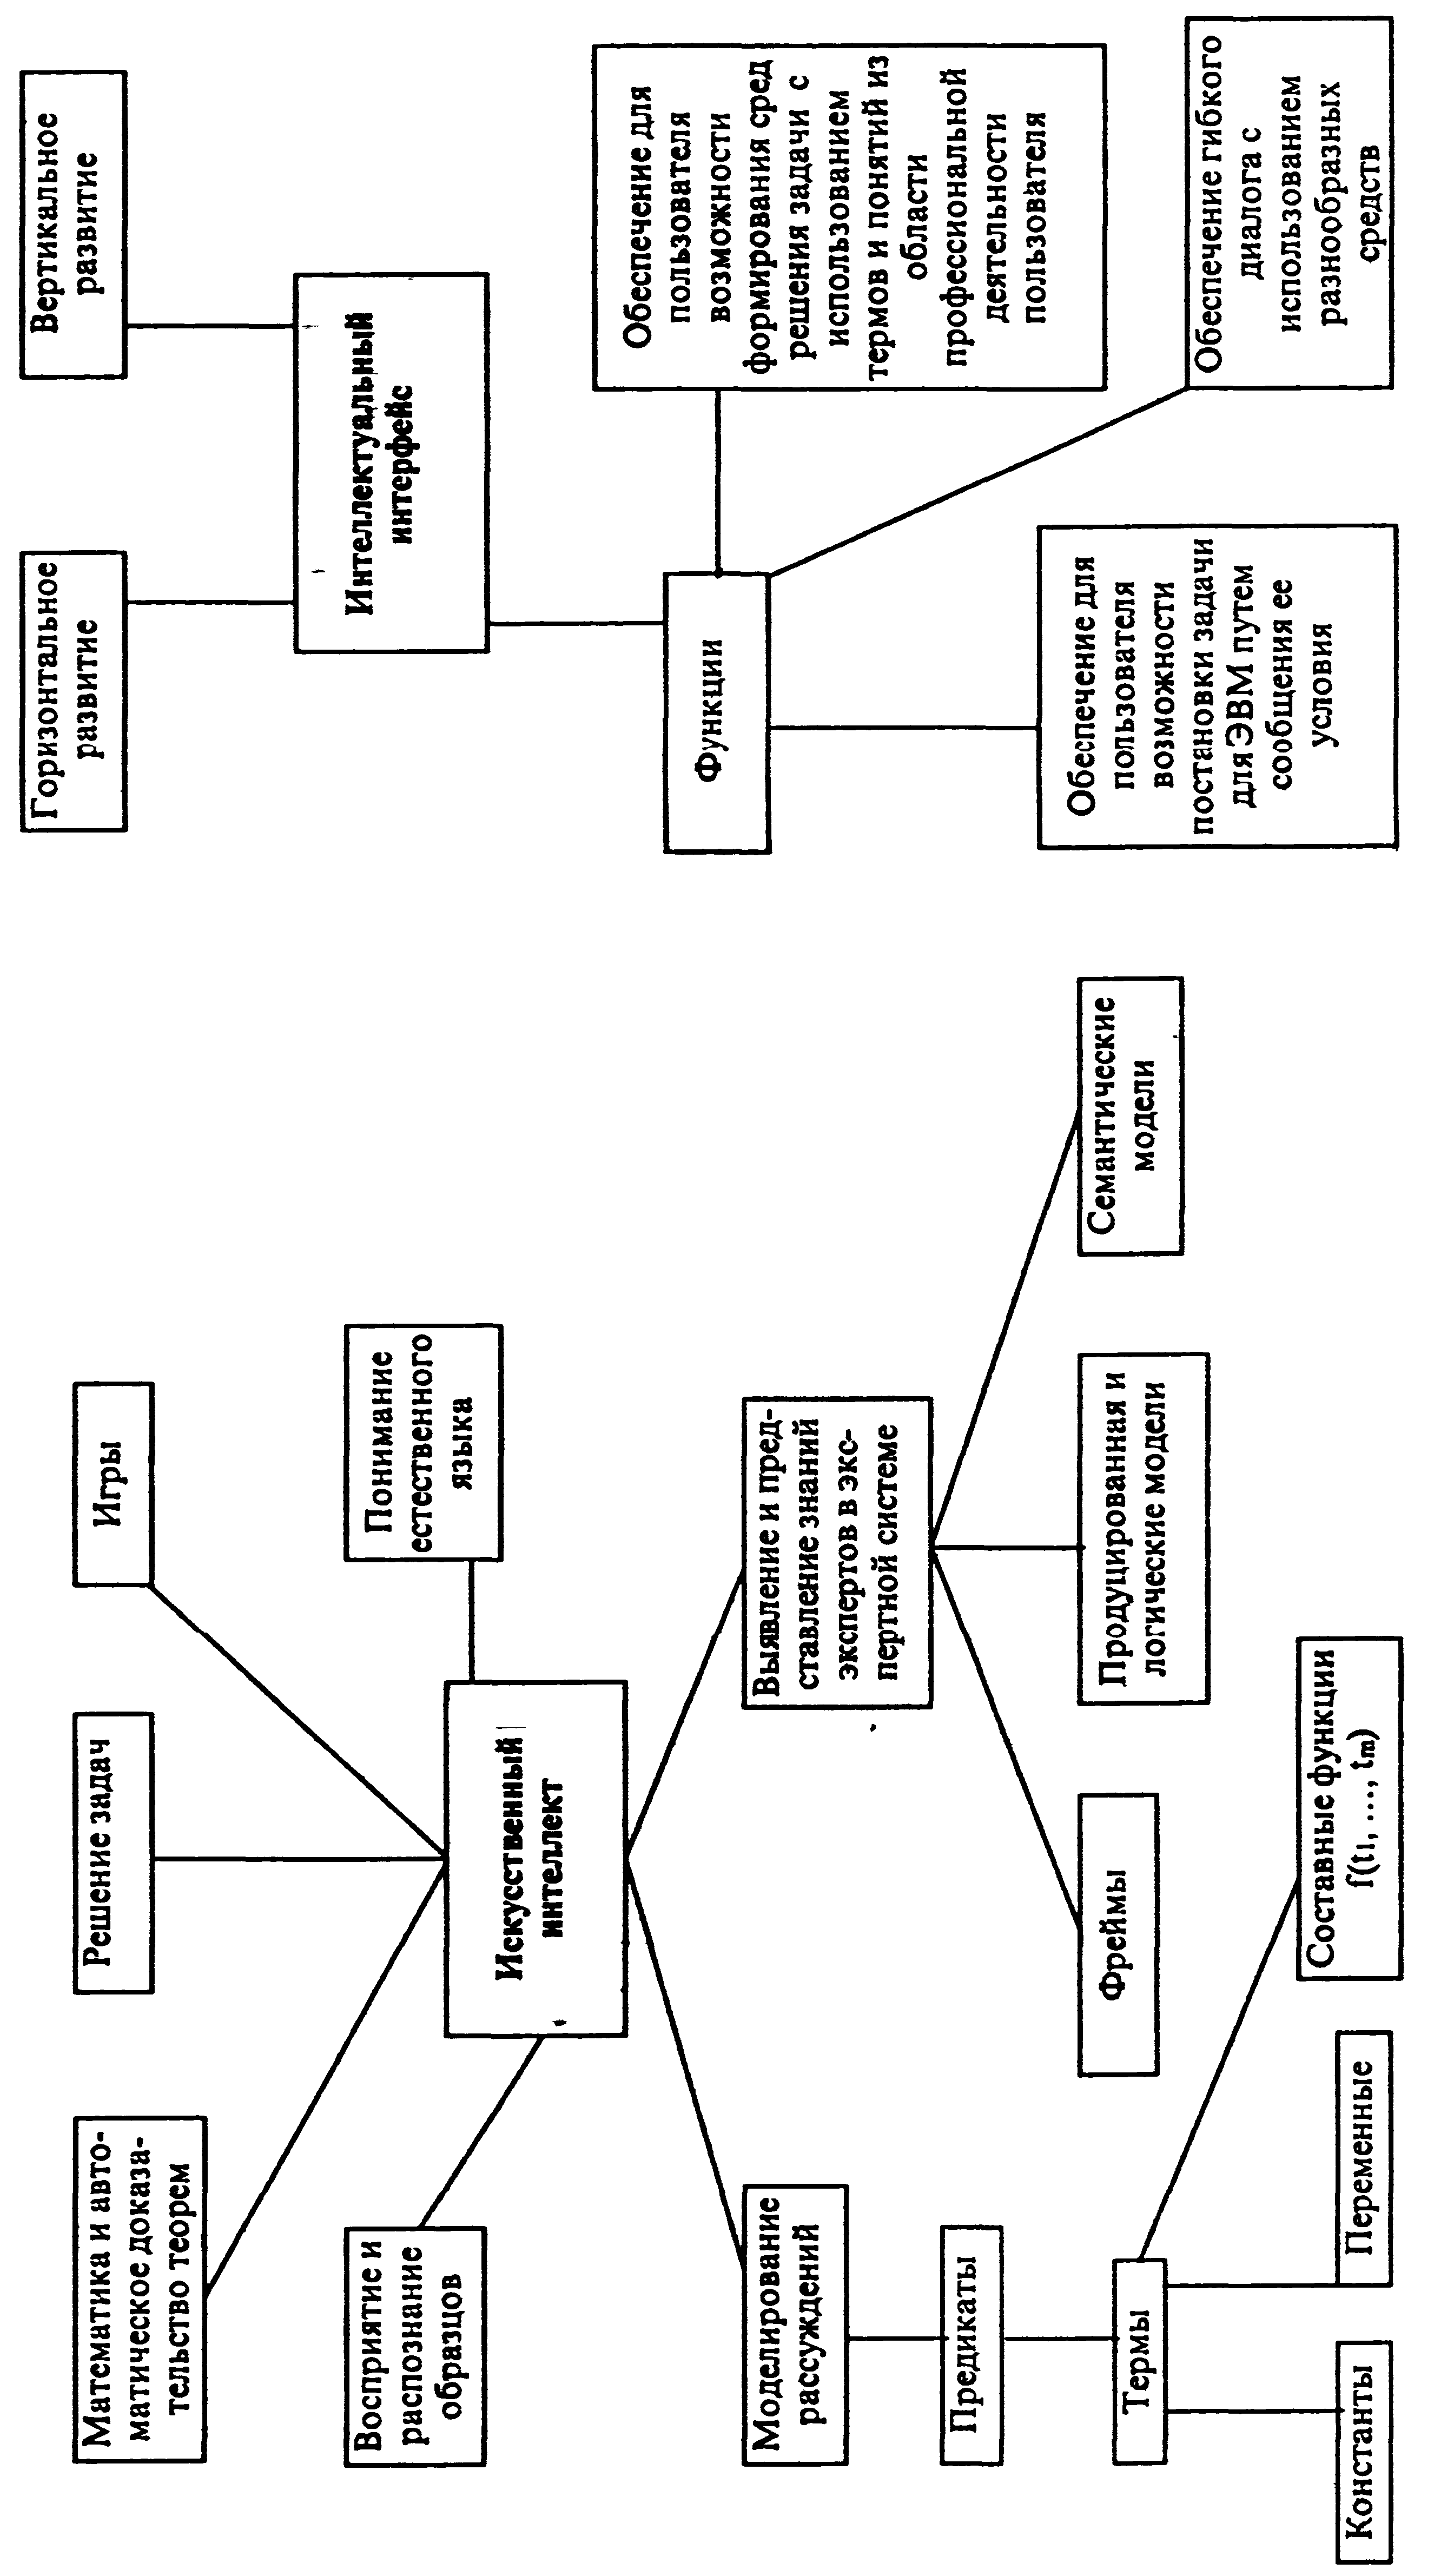 Математика и авто-
матическое доказа-
тельство теорем
Решение задач
Игры
Восприятие и
распознание
образцов
Понимание
естественного
языка
Искусственный
интеллект
Моделирование
рассуждений
Выявление и пред-
ставление знаний
экспертов в экс-
пертной системе
Предикаты
Термы
Фреймы
Продуцированная и
логические модели
Семантические
модели
Константы
Переменные
Составные функции
f(t1, ..., tm)
Горизонтальное
развитие
Вертикальное
развитие
Интеллектуальный
интерфейс
Функции
Обеспечение для
пользователя
возможности
формирования сред
решения задачи с
использованием
термов и понятий из
области
профессиональной
деятельности
пользователя
Обеспечение для
пользователя
возможности
постановки задачи
для ЭВМ путем
сообщения ее
условия
Обеспечение гибкого
диалога с
использованием
разнообразных
средств